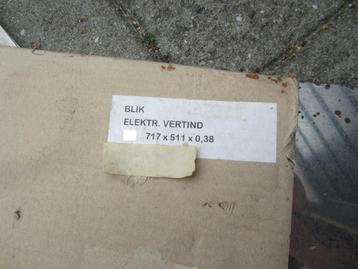 BLIK
ELEKTR. VERTIND
717 x 511 x 0,38